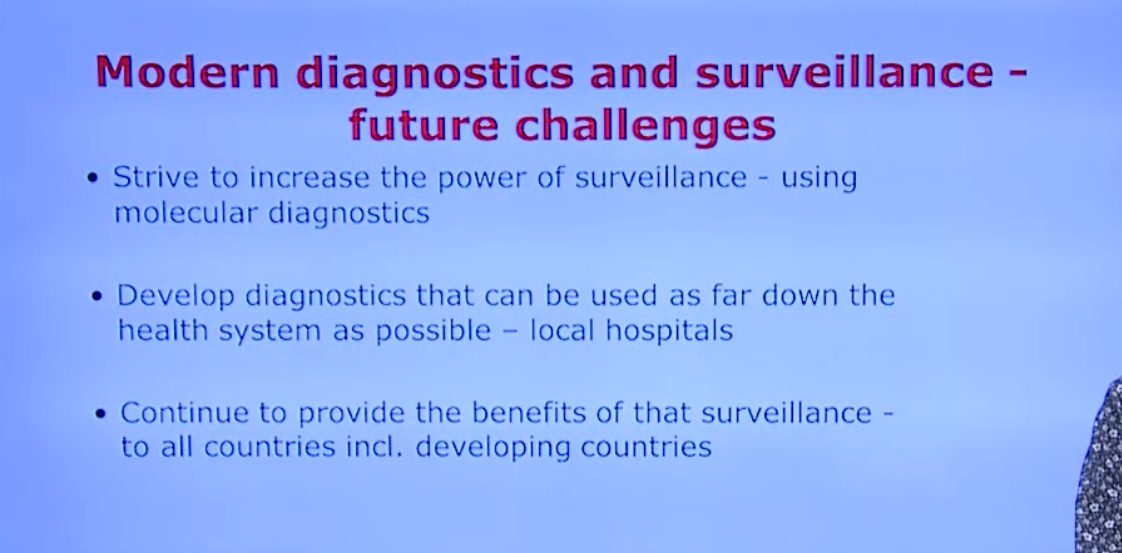 Modern diagnostics and surveillance -
future challenges
• Strive to increase the power of surveillance - using
molecular diagnostics
• Develop diagnostics that can be used as far down the
health system as possible – local hospitals
• Continue to provide the benefits of that surveillance -
to all countries incl. developing countries